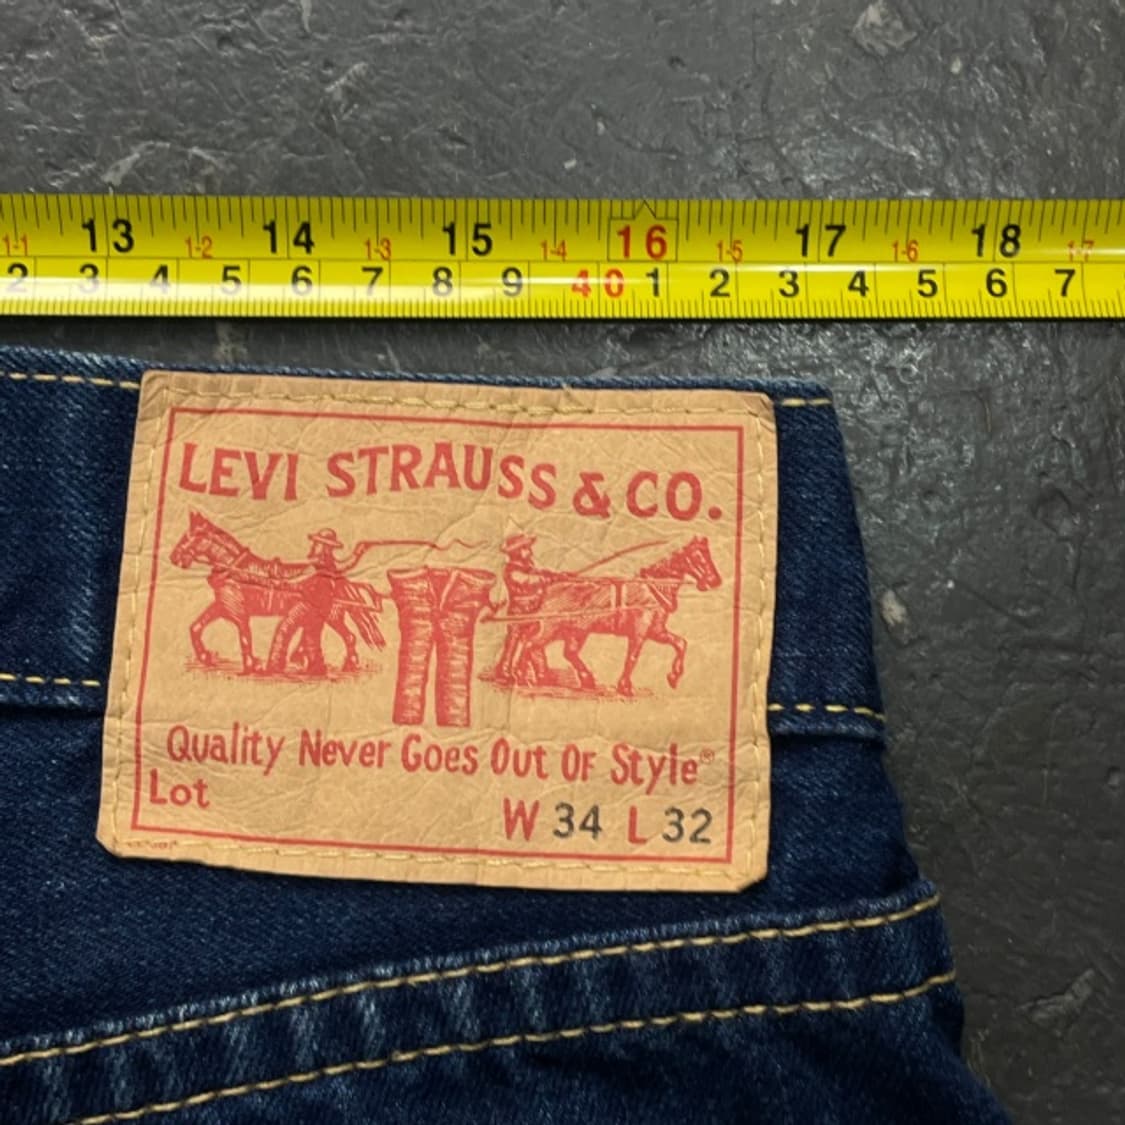 13 14 15 16 17 18
1-1 1-2 1-3 1-4 1-5 1-6 1-7
2 3 4 5 6 7 8 9 40 1 2 3 4 5 6 7
LEVI STRAUSS & CO.
Quality Never Goes Out Of Style®
Lot
W 34 L 32